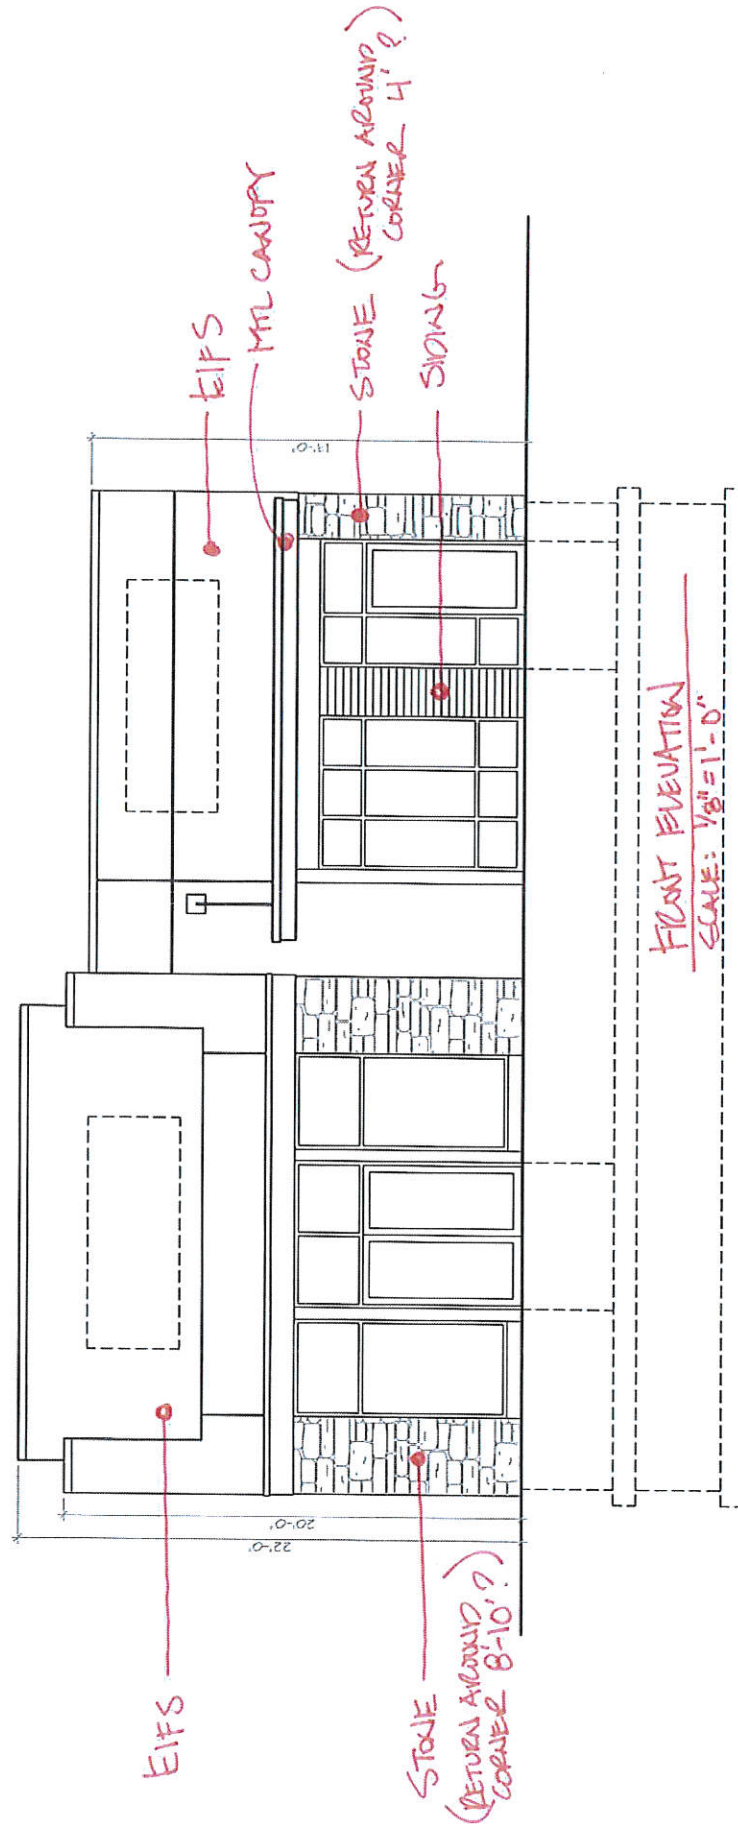 EIFS
STONE
(RETURN AROUND
CORNER 8'-10'?)
22'-0"
20'-0"
19'-0"
EIFS
MTL CANOPY
STONE (RETURN AROUND
CORNER 4'?)
SIDING
FRONT ELEVATION
SCALE: 1/8"=1'-0"